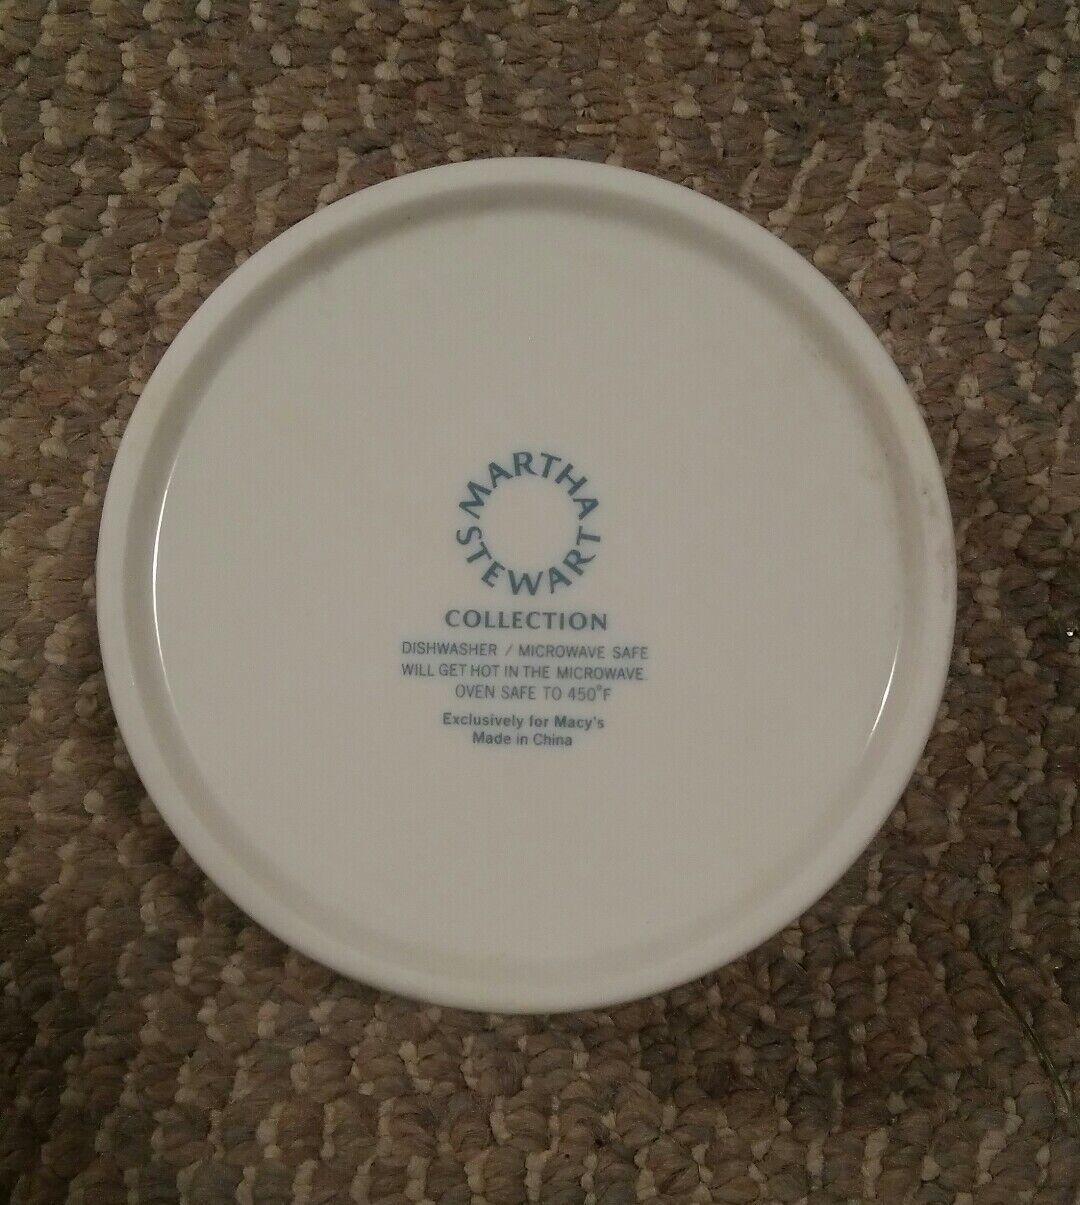 MARTHA
STEWART
COLLECTION
DISHWASHER / MICROWAVE SAFE
WILL GET HOT IN THE MICROWAVE.
OVEN SAFE TO 450°F
Exclusively for Macy's
Made in China